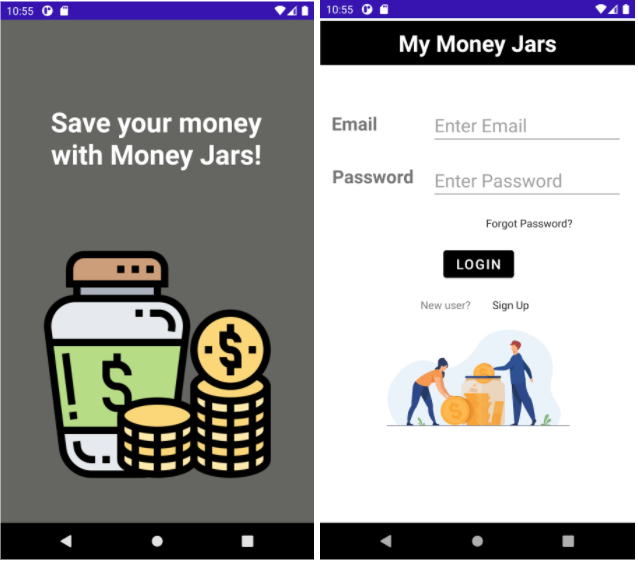 10:55
Save your money
with Money Jars!
$
$
10:55
My Money Jars
Email
Enter Email
Password
Enter Password
Forgot Password?
LOGIN
New user? Sign Up
$
$